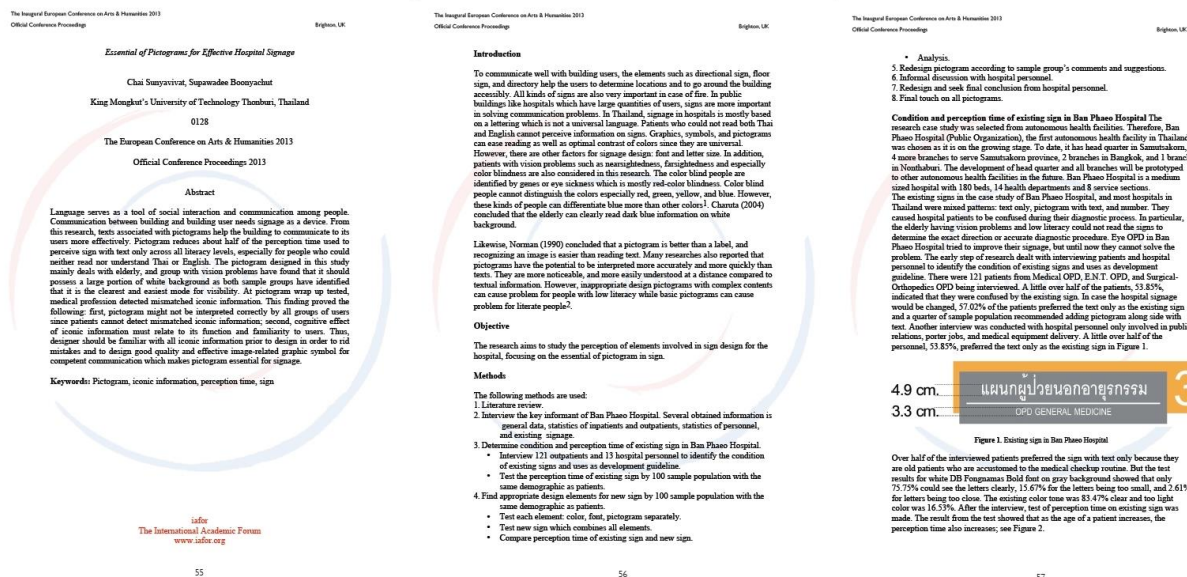 The Inaugural European Conference on Arts & Humanities 2013
Official Conference Proceedings Brighton, UK
Essential of Pictograms for Effective Hospital Signage
Chai Sunyavivat, Supawadee Boonyachut
King Mongkut's University of Technology Thonburi, Thailand
0128
The European Conference on Arts & Humanities 2013
Official Conference Proceedings 2013
Abstract
Language serves as a tool of social interaction and communication among people.
Communication between building and building user needs signage as a device. From
this research, texts associated with pictograms help the building to communicate to its
users more effectively. Pictogram reduces about half of the perception time used to
perceive sign with text only across all literacy levels, especially for people who could
neither read nor understand Thai or English. The pictogram designed in this study
mainly deals with elderly, and group with vision problems have found that it should
possess a large portion of white background as both sample groups have identified
that it is the clearest and easiest mode for visibility. At pictogram wrap up tested,
medical profession detected mismatched iconic information. This finding proved the
following: first, pictogram might not be interpreted correctly by all groups of users
since patients cannot detect mismatched iconic information; second, cognitive effect
of iconic information must relate to its function and familiarity to users. Thus,
designer should be familiar with all iconic information prior to design in order to rid
mistakes and to design good quality and effective image-related graphic symbol for
competent communication which makes pictogram essential for signage.
Keywords: Pictogram, iconic information, perception time, sign
iafor
The International Academic Forum
www.iafor.org
55
The Inaugural European Conference on Arts & Humanities 2013
Official Conference Proceedings Brighton, UK
Introduction
To communicate well with building users, the elements such as directional sign, floor
sign, and directory help the users to determine locations and to go around the building
accessibly. All kinds of signs are also very important in case of fire. In public
buildings like hospitals which have large quantities of users, signs are more important
in solving communication problems. In Thailand, signage in hospitals is mostly based
on a lettering which is not a universal language. Patients who could not read both Thai
and English cannot perceive information on signs. Graphics, symbols, and pictograms
can ease reading as well as optimal contrast of colors since they are universal.
However, there are other factors for signage design: font and letter size. In addition,
patients with vision problems such as nearsightedness, farsightedness and especially
color blindness are also considered in this research. The color blind people are
identified by genes or eye sickness which is mostly red-color blindness. Color blind
people cannot distinguish the colors especially red, green, yellow, and blue. However,
these kinds of people can differentiate blue more than other colors1. Charuta (2004)
concluded that the elderly can clearly read dark blue information on white
background.
Likewise, Norman (1990) concluded that a pictogram is better than a label, and
recognizing an image is easier than reading text. Many researches also reported that
pictograms have the potential to be interpreted more accurately and more quickly than
texts. They are more noticeable, and more easily understood at a distance compared to
textual information. However, inappropriate design pictograms with complex contents
can cause problem for people with low literacy while basic pictograms can cause
problem for literate people2.
Objective
The research aims to study the perception of elements involved in sign design for the
hospital, focusing on the essential of pictogram in sign.
Methods
The following methods are used:
1. Literature review.
2. Interview the key informant of Ban Phaeo Hospital. Several obtained information is
general data, statistics of inpatients and outpatients, statistics of personnel,
and existing signage.
3. Determine condition and perception time of existing sign in Ban Phaeo Hospital.
• Interview 121 outpatients and 13 hospital personnel to identify the condition
of existing signs and uses as development guideline.
• Test the perception time of existing sign by 100 sample population with the
same demographic as patients.
4. Find appropriate design elements for new sign by 100 sample population with the
same demographic as patients.
• Test each element: color, font, pictogram separately.
• Test new sign which combines all elements.
• Compare perception time of existing sign and new sign.
56
The Inaugural European Conference on Arts & Humanities 2013
Official Conference Proceedings Brighton, UK
• Analysis.
5. Redesign pictogram according to sample group's comments and suggestions.
6. Informal discussion with hospital personnel.
7. Redesign and seek final conclusion from hospital personnel.
8. Final touch on all pictograms.
Condition and perception time of existing sign in Ban Phaeo Hospital The
research case study was selected from autonomous health facilities. Therefore, Ban
Phaeo Hospital (Public Organization), the first autonomous health facility in Thailand
was chosen as it is on the growing stage. To date, it has head quarter in Samutsakorn,
4 more branches to serve Samutsakorn province, 2 branches in Bangkok, and 1 branch
in Nonthaburi. The development of head quarter and all branches will be prototyped
to other autonomous health facilities in the future. Ban Phaeo Hospital is a medium
sized hospital with 180 beds, 14 health departments and 8 service sections.
The existing signs in the case study of Ban Phaeo Hospital, and most hospitals in
Thailand were mixed patterns: text only, pictogram with text, and number. They
caused hospital patients to be confused during their diagnostic process. In particular,
the elderly having vision problems and low literacy could not read the signs to
determine the exact direction or accurate diagnostic procedure. Eye OPD in Ban
Phaeo Hospital tried to improve their signage, but until now they cannot solve the
problem. The early step of research dealt with interviewing patients and hospital
personnel to identify the condition of existing signs and uses as development
guideline. There were 121 patients from Medical OPD, E.N.T. OPD, and Surgical-
Orthopedics OPD being interviewed. A little over half of the patients, 53.85%,
indicated that they were confused by the existing sign. In case the hospital signage
would be changed, 57.02% of the patients preferred the text only as the existing sign
and a quarter of sample population recommended adding pictogram along side with
text. Another interview was conducted with hospital personnel only involved in public
relations, porter jobs, and medical equipment delivery. A little over half of the
personnel, 53.85%, preferred the text only as the existing sign in Figure 1.
4.9 cm. แผนกผู้ป่วยนอกอายุรกรรม 3
3.3 cm. OPD GENERAL MEDICINE
Figure 1. Existing sign in Ban Phaeo Hospital
Over half of the interviewed patients preferred the sign with text only because they
are old patients who are accustomed to the medical checkup routine. But the test
results for white DB Fongnamas Bold font on gray background showed that only
75.75% could see the letters clearly, 15.67% for the letters being too small, and 2.61%
for letters being too close. The existing color tone was 83.47% clear and too light
color was 16.53%. After the interview, test of perception time on existing sign was
made. The result from the test showed that as the age of a patient increases, the
perception time also increases; see Figure 2.
57